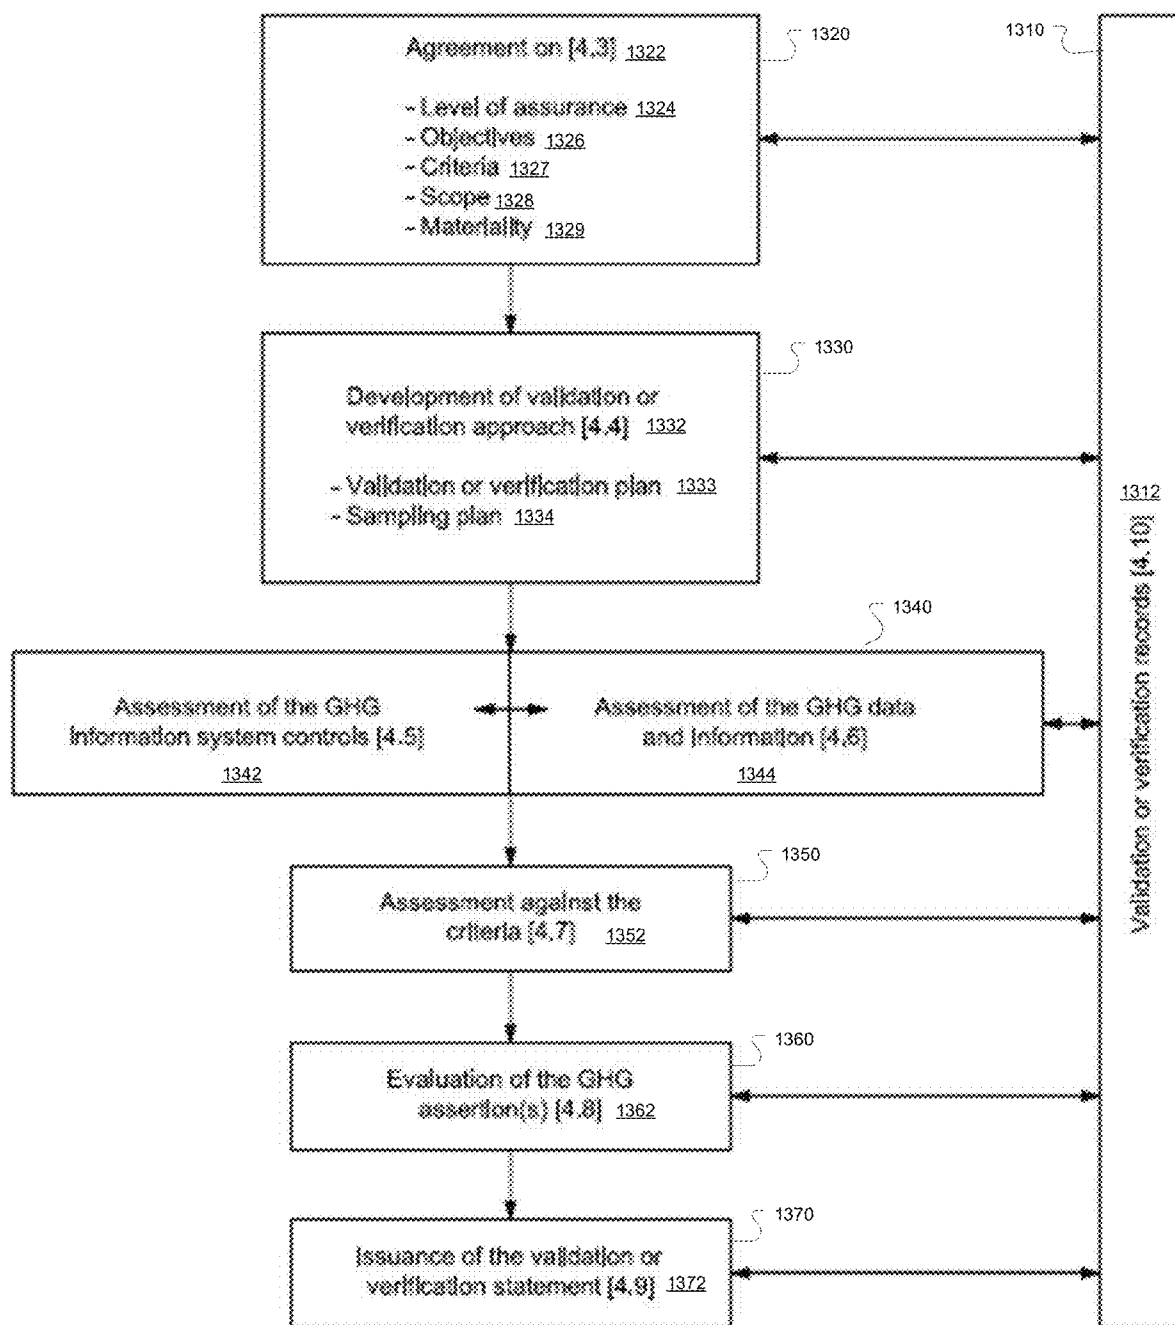 Agreement on [4.3] 1322
- Level of assurance 1324
- Objectives 1326
- Criteria 1327
- Scope 1328
- Materiality 1329
1320
1310
Development of validation or
verification approach [4.4] 1332
- Validation or verification plan 1333
- Sampling plan 1334
1330
1340
Assessment of the GHG
Information system controls [4.5]
1342
Assessment of the GHG data
and Information [4.6]
1344
Validation or verification records [4.10] 1312
1350
Assessment against the
criteria [4.7] 1352
1360
Evaluation of the GHG
assertion(s) [4.8] 1362
1370
Issuance of the validation or
verification statement [4.9] 1372